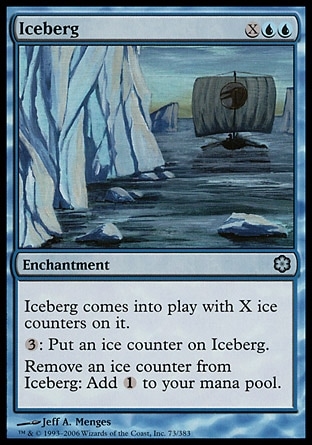 Iceberg XUU
Enchantment
Iceberg comes into play with X ice
counters on it.
3: Put an ice counter on Iceberg.
Remove an ice counter from
Iceberg: Add 1 to your mana pool.
Jeff A. Menges
™ & © 1993–2006 Wizards of the Coast, Inc. 73/383